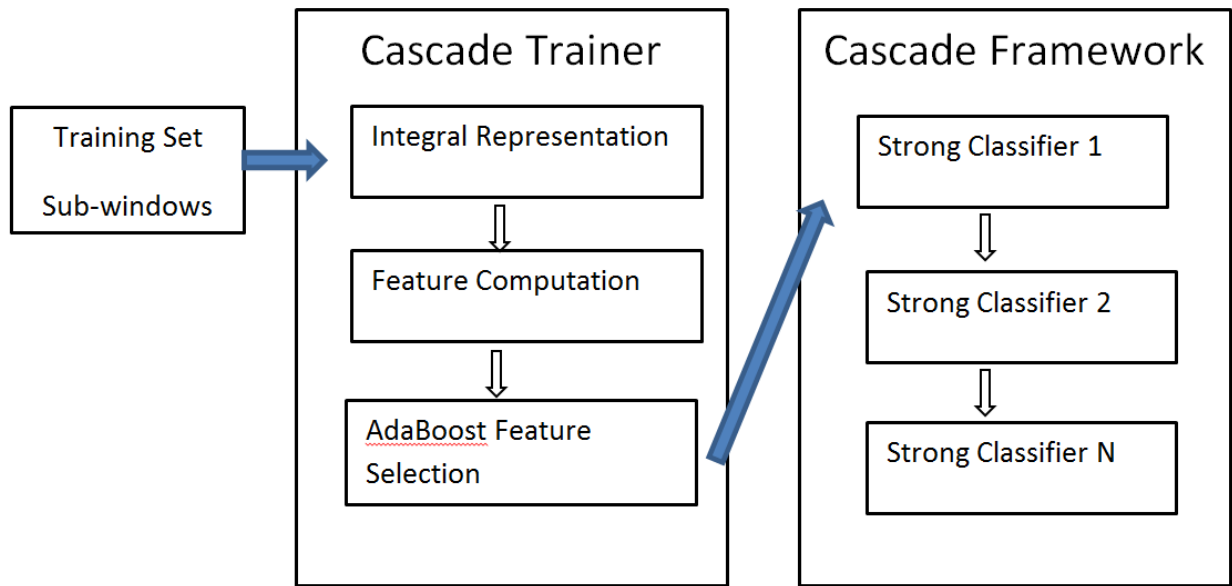 Training Set
Sub-windows
Cascade Trainer
Integral Representation
Feature Computation
AdaBoost Feature
Selection
Cascade Framework
Strong Classifier 1
Strong Classifier 2
Strong Classifier N